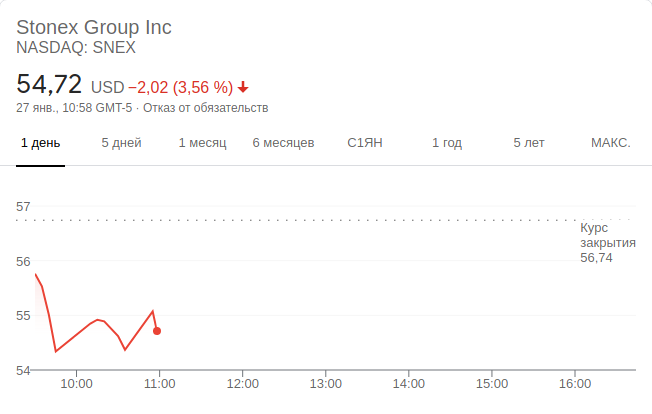 Stonex Group Inc
NASDAQ: SNEX
54,72 USD −2,02 (3,56 %)
27 янв., 10:58 GMT-5 · Отказ от обязательств
1 день 5 дней 1 месяц 6 месяцев С1ЯН 1 год 5 лет МАКС.
57
Курс
закрытия
56,74
56
55
54
10:00 11:00 12:00 13:00 14:00 15:00 16:00